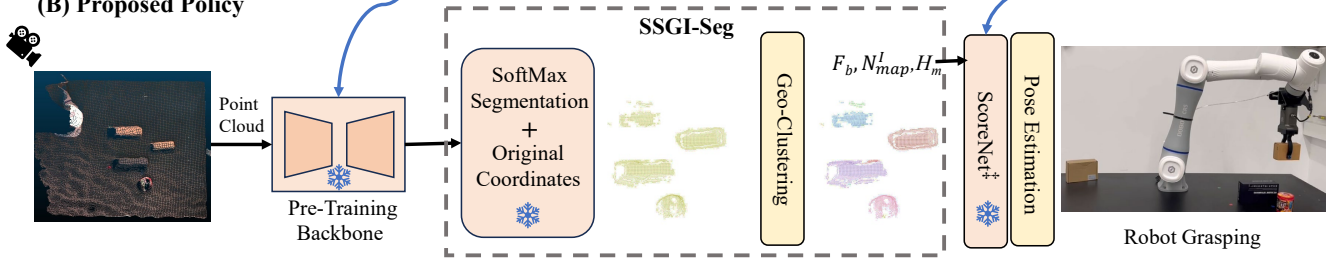 (B) Proposed Policy
Point
Cloud
Pre-Training
Backbone
SSGI-Seg
SoftMax
Segmentation
+
Original
Coordinates
Geo-Clustering
F_b, N^I_map, H_m
ScoreNet‡
Pose Estimation
Robot Grasping